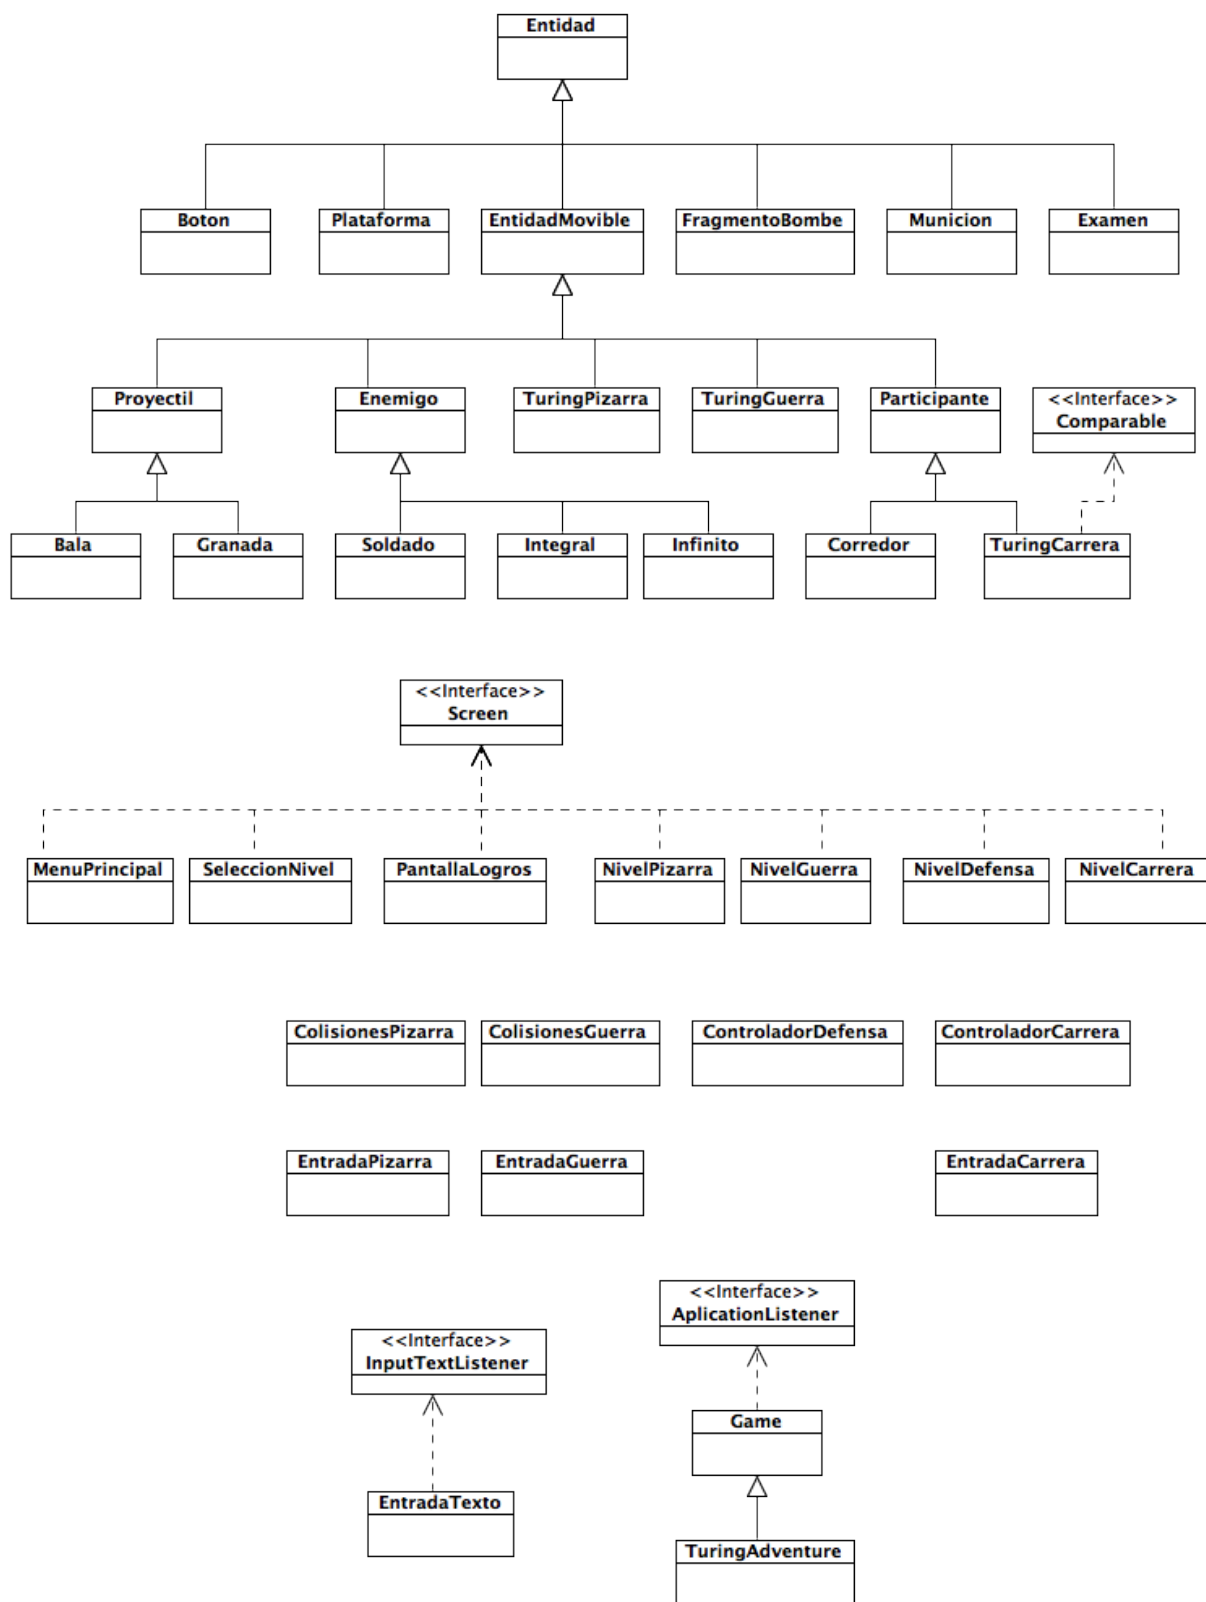 Entidad
Boton
Plataforma
EntidadMovible
FragmentoBombe
Municion
Examen
Proyectil
Enemigo
TuringPizarra
TuringGuerra
Participante
<<Interface>>
Comparable
Bala
Granada
Soldado
Integral
Infinito
Corredor
TuringCarrera
<<Interface>>
Screen
MenuPrincipal
SeleccionNivel
PantallaLogros
NivelPizarra
NivelGuerra
NivelDefensa
NivelCarrera
ColisionesPizarra
ColisionesGuerra
ControladorDefensa
ControladorCarrera
EntradaPizarra
EntradaGuerra
EntradaCarrera
<<Interface>>
AplicationListener
<<Interface>>
InputTextListener
Game
EntradaTexto
TuringAdventure